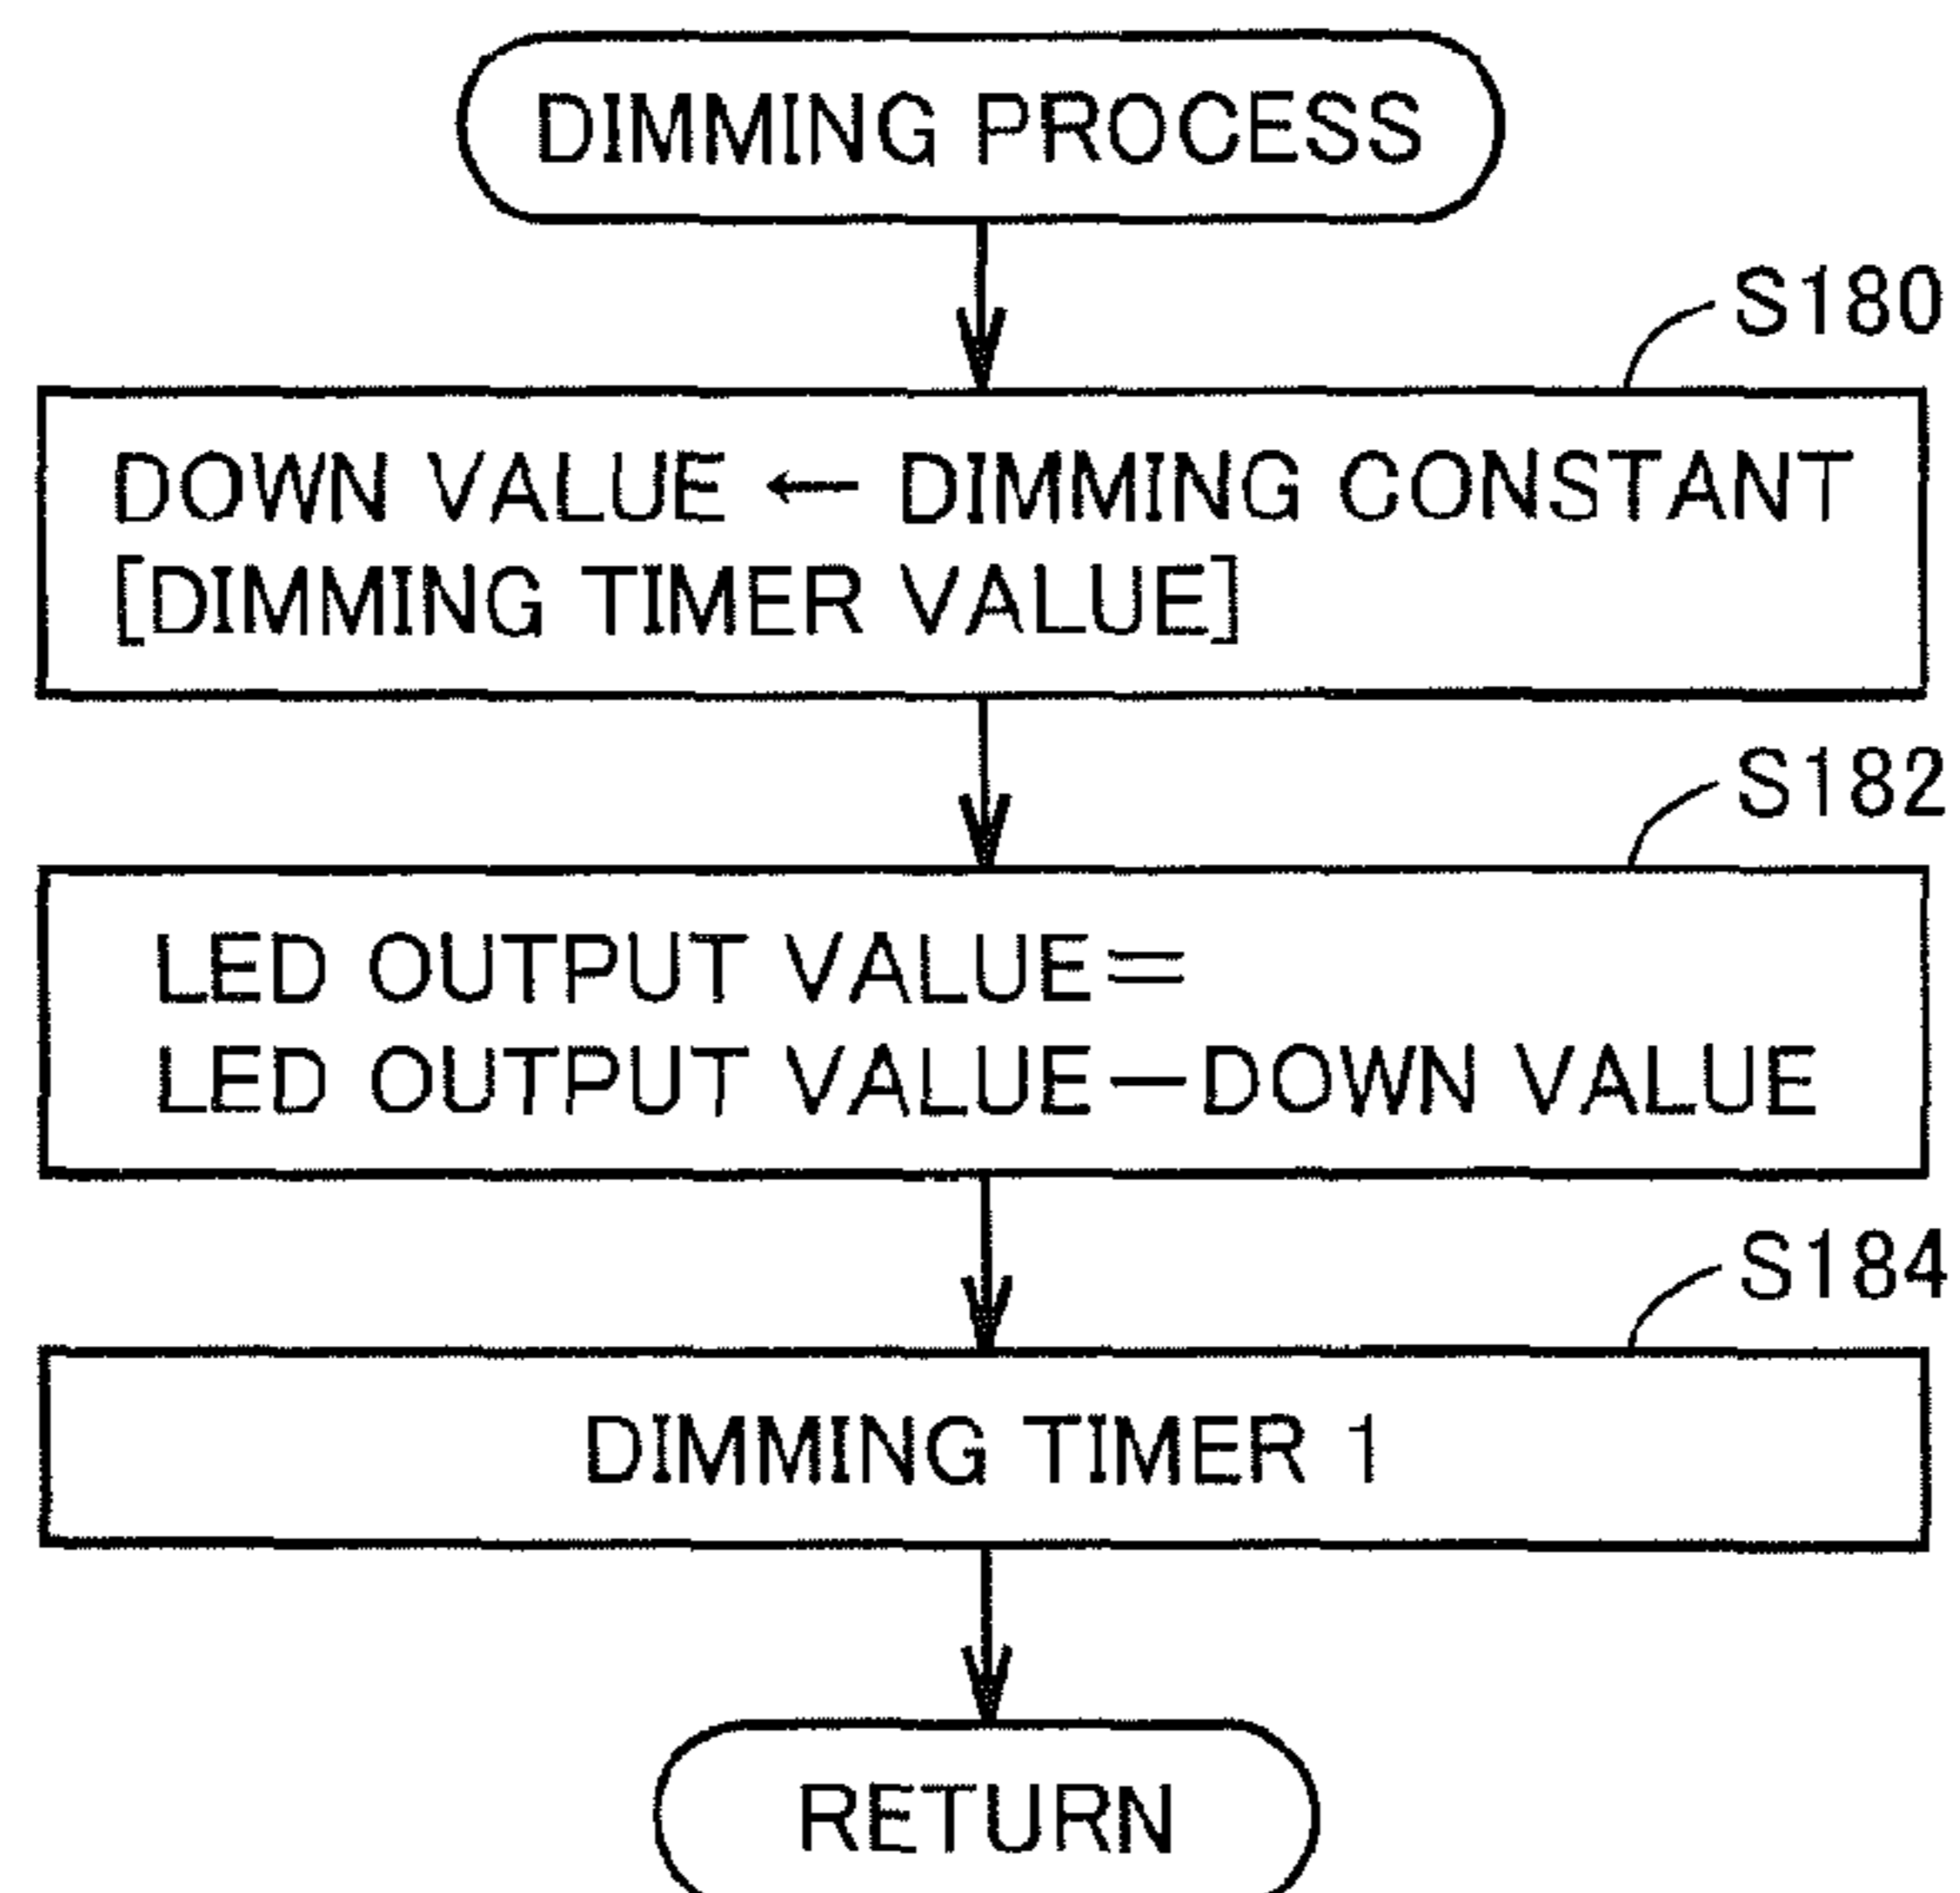 DIMMING PROCESS
S180
DOWN VALUE ← DIMMING CONSTANT
[DIMMING TIMER VALUE]
S182
LED OUTPUT VALUE=
LED OUTPUT VALUE−DOWN VALUE
S184
DIMMING TIMER 1
RETURN